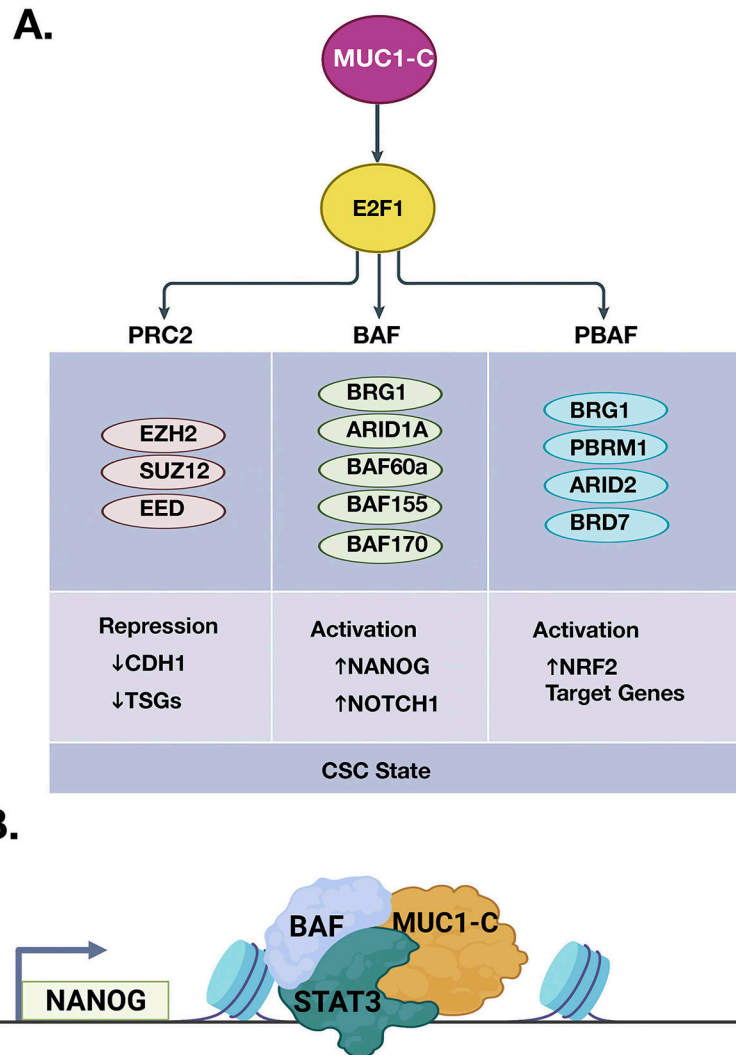 A.
MUC1-C
E2F1
PRC2
BAF
PBAF
EZH2
SUZ12
EED
BRG1
ARID1A
BAF60a
BAF155
BAF170
BRG1
PBRM1
ARID2
BRD7
Repression
↓CDH1
↓TSGs
Activation
↑NANOG
↑NOTCH1
Activation
↑NRF2
Target Genes
CSC State
B.
NANOG
BAF
MUC1-C
STAT3